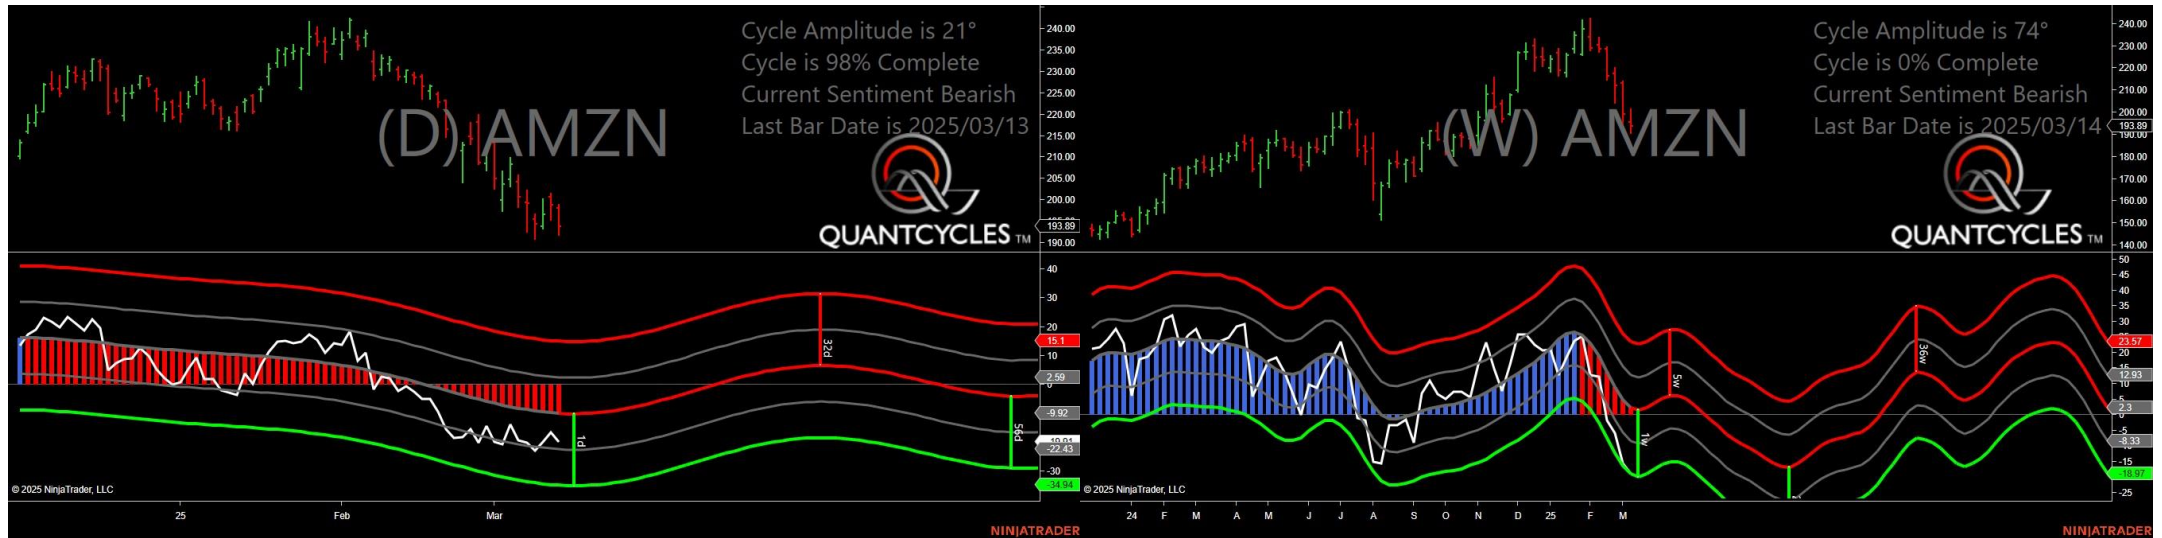 Cycle Amplitude is 21°
Cycle is 98% Complete
Current Sentiment Bearish
Last Bar Date is 2025/03/13
(D) AMZN
QUANTCYCLES TM
240.00
235.00
230.00
225.00
220.00
215.00
210.00
205.00
200.00
193.89
190.00
40
30
20
15.1
10
2.59
0
-9.92
-19.91
-22.43
-30
-34.94
1d
32d
56d
© 2025 NinjaTrader, LLC
25
Feb
Mar
NINJATRADER
Cycle Amplitude is 74°
Cycle is 0% Complete
Current Sentiment Bearish
Last Bar Date is 2025/03/14
(W) AMZN
QUANTCYCLES TM
240.00
230.00
220.00
210.00
200.00
193.89
190.00
180.00
170.00
160.00
150.00
140.00
50
45
40
35
30
23.57
20
12.93
10
5
2.3
-5
-8.33
-15
-18.97
-25
1w
5w
36w
© 2025 NinjaTrader, LLC
24 F M A M J J A S O N D 25 F M
NINJATRADER